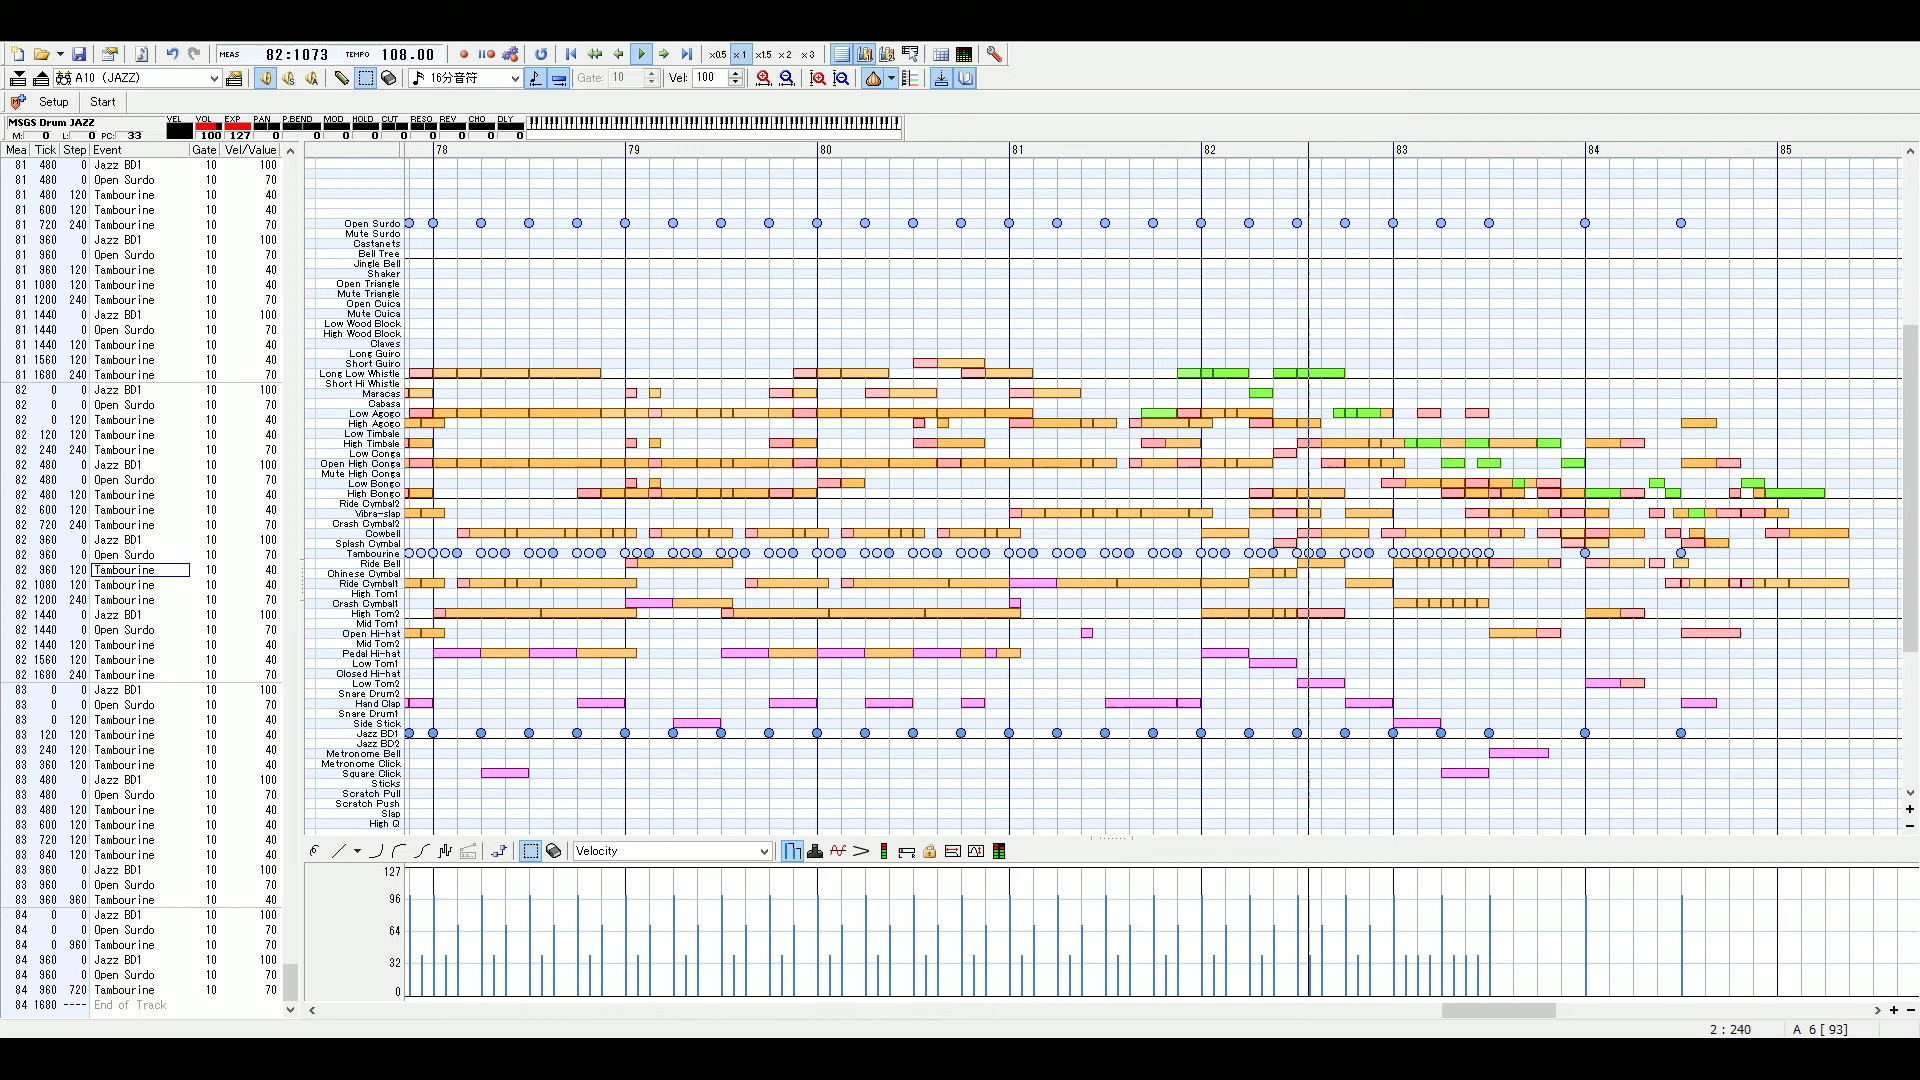 MEAS 82:1073 TEMPO 108.00 x0.5 x1 x1.5 x2 x3
A10 (JAZZ) 16分音符 Gate: 10 Vel: 100
Setup Start
MSGS Drum JAZZ VEL VOL EXP PAN P.BEND MOD HOLD CUT RESO REV CHO DLY
M: 0 L: 0 PC: 33 100 127 0 0 0 0 0 0 0 0 0
Mea Tick Step Event Gate Vel/Value
81 480 0 Jazz BD1 10 100
81 480 0 Open Surdo 10 70
81 480 120 Tambourine 10 40
81 600 120 Tambourine 10 40
81 720 240 Tambourine 10 70
81 960 0 Jazz BD1 10 100
81 960 0 Open Surdo 10 70
81 960 120 Tambourine 10 40
81 1080 120 Tambourine 10 40
81 1200 240 Tambourine 10 70
81 1440 0 Jazz BD1 10 100
81 1440 0 Open Surdo 10 70
81 1440 120 Tambourine 10 40
81 1560 120 Tambourine 10 40
81 1680 240 Tambourine 10 70
82 0 0 Jazz BD1 10 100
82 0 0 Open Surdo 10 70
82 0 120 Tambourine 10 40
82 120 120 Tambourine 10 40
82 240 240 Tambourine 10 70
82 480 0 Jazz BD1 10 100
82 480 0 Open Surdo 10 70
82 480 120 Tambourine 10 40
82 600 120 Tambourine 10 40
82 720 240 Tambourine 10 70
82 960 0 Jazz BD1 10 100
82 960 0 Open Surdo 10 70
82 960 120 Tambourine 10 40
82 1080 120 Tambourine 10 40
82 1200 240 Tambourine 10 70
82 1440 0 Jazz BD1 10 100
82 1440 0 Open Surdo 10 70
82 1440 120 Tambourine 10 40
82 1560 120 Tambourine 10 40
82 1680 240 Tambourine 10 70
83 0 0 Jazz BD1 10 100
83 0 0 Open Surdo 10 70
83 0 120 Tambourine 10 40
83 120 120 Tambourine 10 40
83 240 120 Tambourine 10 40
83 360 120 Tambourine 10 40
83 480 0 Jazz BD1 10 100
83 480 0 Open Surdo 10 70
83 480 120 Tambourine 10 40
83 600 120 Tambourine 10 40
83 720 120 Tambourine 10 40
83 840 120 Tambourine 10 40
83 960 0 Jazz BD1 10 100
83 960 0 Open Surdo 10 70
83 960 960 Tambourine 10 40
84 0 0 Jazz BD1 10 100
84 0 0 Open Surdo 10 70
84 0 960 Tambourine 10 70
84 960 0 Jazz BD1 10 100
84 960 0 Open Surdo 10 70
84 960 720 Tambourine 10 70
84 1680 ---- End of Track
78 79 80 81 82 83 84 85
Open Surdo
Mute Surdo
Castanets
Bell Tree
Jingle Bell
Shaker
Open Triangle
Mute Triangle
Open Cuica
Mute Cuica
Low Wood Block
High Wood Block
Claves
Long Guiro
Short Guiro
Long Low Whistle
Short Hi Whistle
Maracas
Cabasa
Low Agogo
High Agogo
Low Timbale
High Timbale
Low Conga
Open High Conga
Mute High Conga
Low Bongo
High Bongo
Ride Cymbal2
Vibra-slap
Crash Cymbal2
Cowbell
Splash Cymbal
Tambourine
Ride Bell
Chinese Cymbal
Ride Cymbal1
High Tom1
Crash Cymbal1
High Tom2
Mid Tom1
Open Hi-hat
Mid Tom2
Pedal Hi-hat
Low Tom1
Closed Hi-hat
Low Tom2
Snare Drum2
Hand Clap
Snare Drum1
Side Stick
Jazz BD1
Jazz BD2
Metronome Bell
Metronome Click
Square Click
Sticks
Scratch Pull
Scratch Push
Slap
High Q
Velocity
127
96
64
32
0
2 : 240 A 6 [ 93]